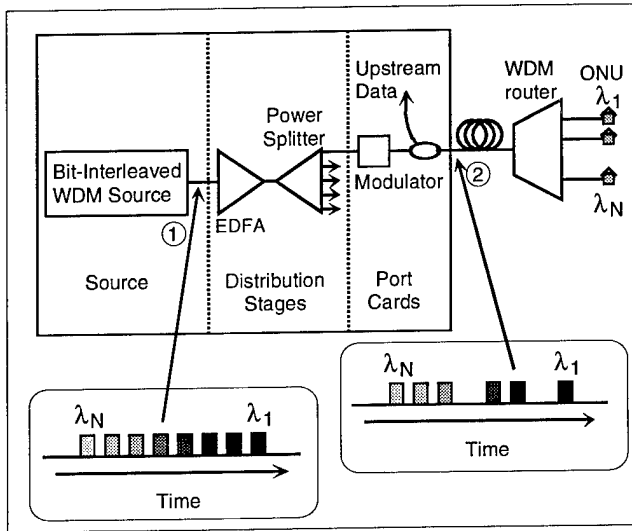 Upstream
Data
WDM
router
ONU
λ1
Power
Splitter
Bit-Interleaved
WDM Source
Modulator
1
2
EDFA
λN
Source
Distribution
Stages
Port
Cards
λN
λ1
Time
λN
λ1
Time